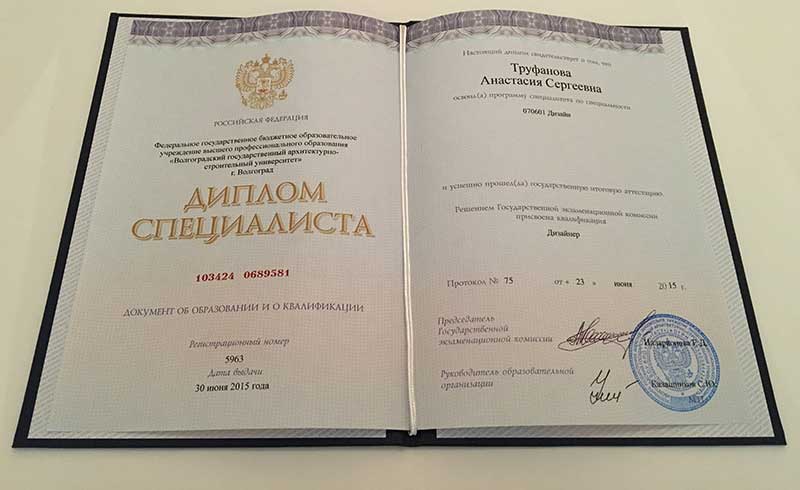 РОССИЙСКАЯ ФЕДЕРАЦИЯ
Федеральное государственное бюджетное образовательное
учреждение высшего профессионального образования
«Волгоградский государственный архитектурно-
строительный университет»
г. Волгоград
ДИПЛОМ
СПЕЦИАЛИСТА
103424 0689581
ДОКУМЕНТ ОБ ОБРАЗОВАНИИ И О КВАЛИФИКАЦИИ
Регистрационный номер
5963
Дата выдачи
30 июня 2015 года
Настоящий диплом свидетельствует о том, что
Труфанова
Анастасия Сергеевна
освоил(а) программу специалитета по специальности
070601 Дизайн
и успешно прошел(ла) государственную итоговую аттестацию.
Решением Государственной экзаменационной комиссии
присвоена квалификация
Дизайнер
Протокол № 75 от « 23 » июня 2015 г.
Председатель
Государственной
экзаменационной комиссии
Руководитель образовательной
организации
Калашников С.Ю.
М.П.